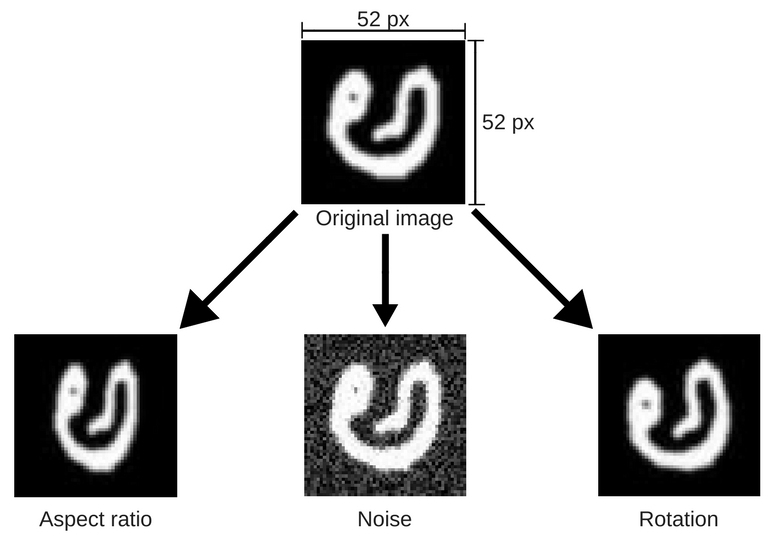 52 px
52 px
Original image
Aspect ratio
Noise
Rotation